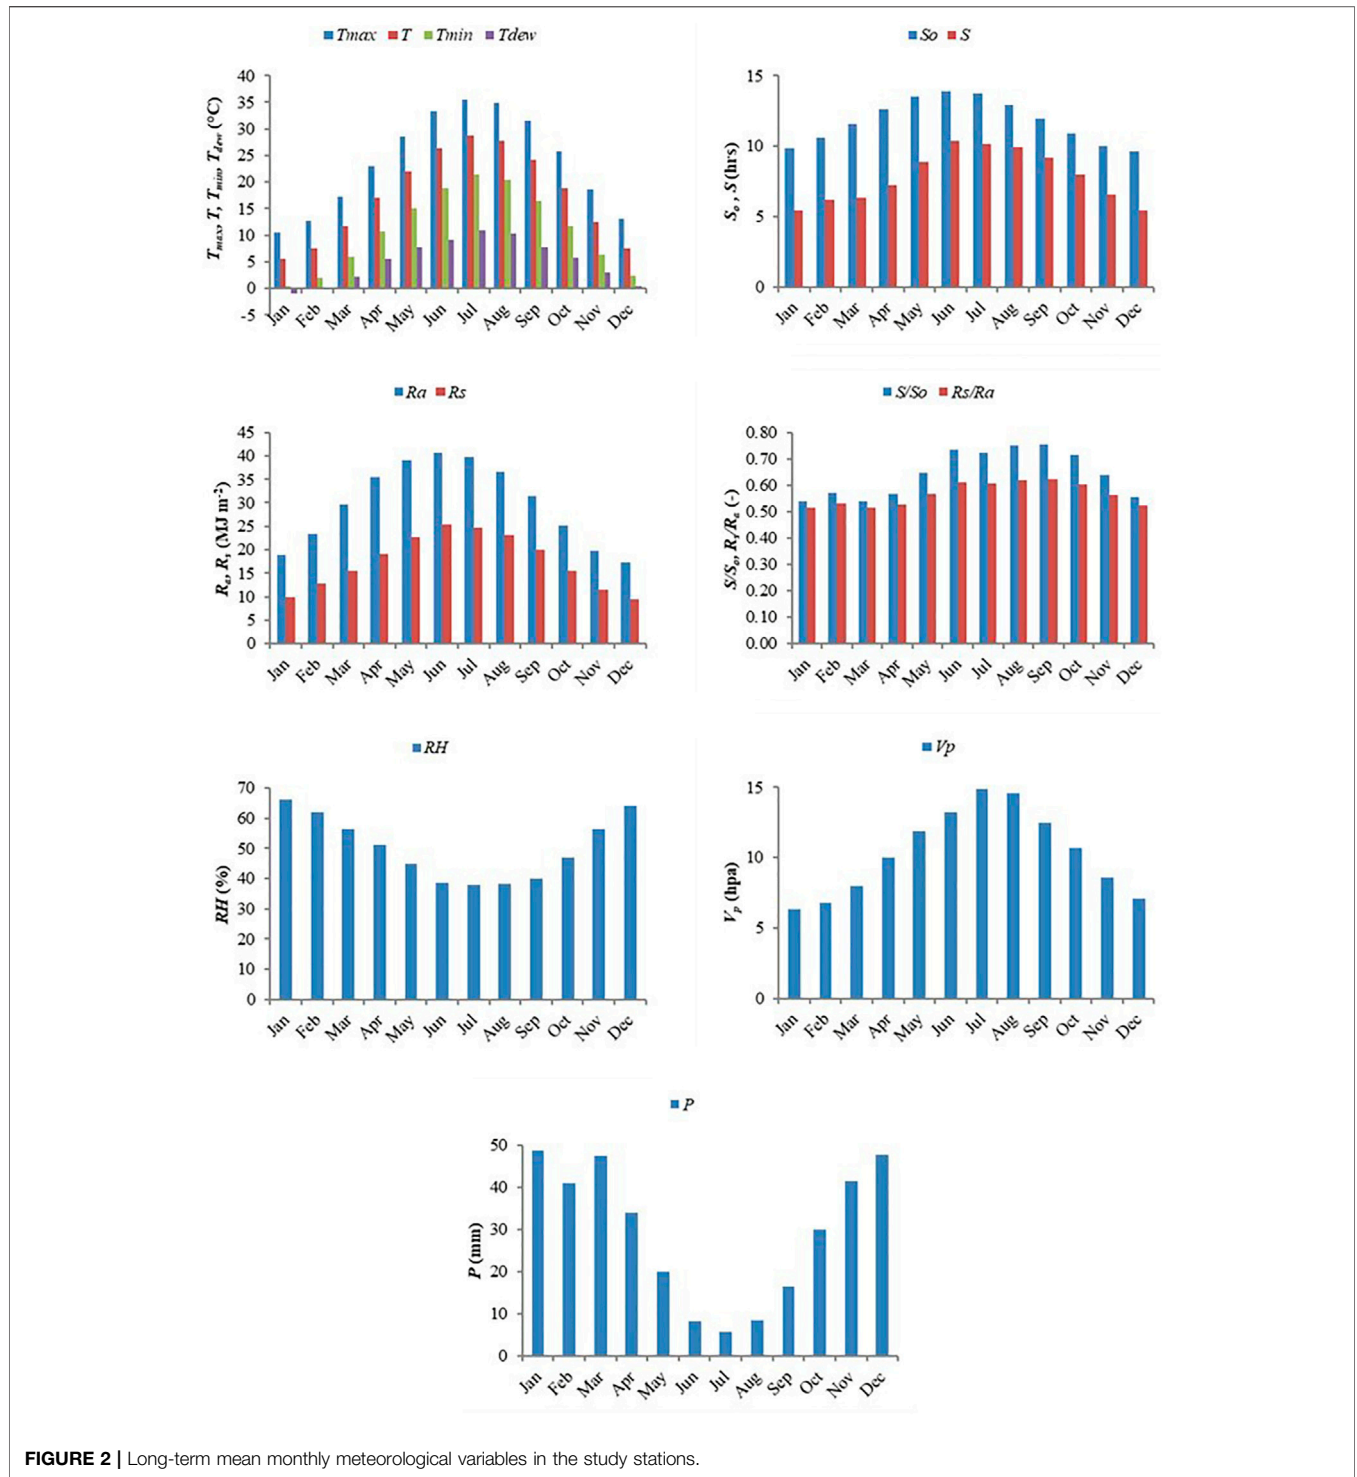 Tmax T Tmin Tdew
Tmax, T, Tmin, Tdew (°C)
40
35
30
25
20
15
10
5
0
-5
Jan Feb Mar Apr May Jun Jul Aug Sep Oct Nov Dec
So S
So , S (hrs)
15
10
5
0
Jan Feb Mar Apr May Jun Jul Aug Sep Oct Nov Dec
Ra Rs
Ra, Rs (MJ m-2)
45
40
35
30
25
20
15
10
5
0
Jan Feb Mar Apr May Jun Jul Aug Sep Oct Nov Dec
S/So Rs/Ra
S/So, Rs/Ra (-)
0.80
0.70
0.60
0.50
0.40
0.30
0.20
0.10
0.00
Jan Feb Mar Apr May Jun Jul Aug Sep Oct Nov Dec
RH
RH (%)
70
60
50
40
30
20
10
0
Jan Feb Mar Apr May Jun Jul Aug Sep Oct Nov Dec
Vp
Vp (hpa)
15
10
5
0
Jan Feb Mar Apr May Jun Jul Aug Sep Oct Nov Dec
P
P (mm)
50
40
30
20
10
0
Jan Feb Mar Apr May Jun Jul Aug Sep Oct Nov Dec
FIGURE 2 | Long-term mean monthly meteorological variables in the study stations.